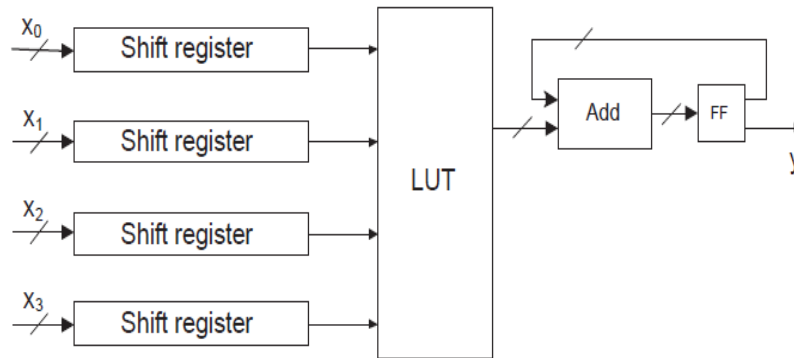 X₀
Shift register
X₁
Shift register
X₂
Shift register
X₃
Shift register
LUT
Add
FF
y